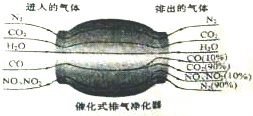 进入的气体
排出的气体
N₂
N₂
CO₂
CO₂
H₂O
H₂O
CO
CO(10%)
CO₂(90%)
NO、NO₂
NO、NO₂(10%)
N₂(90%)
催化式排气净化器